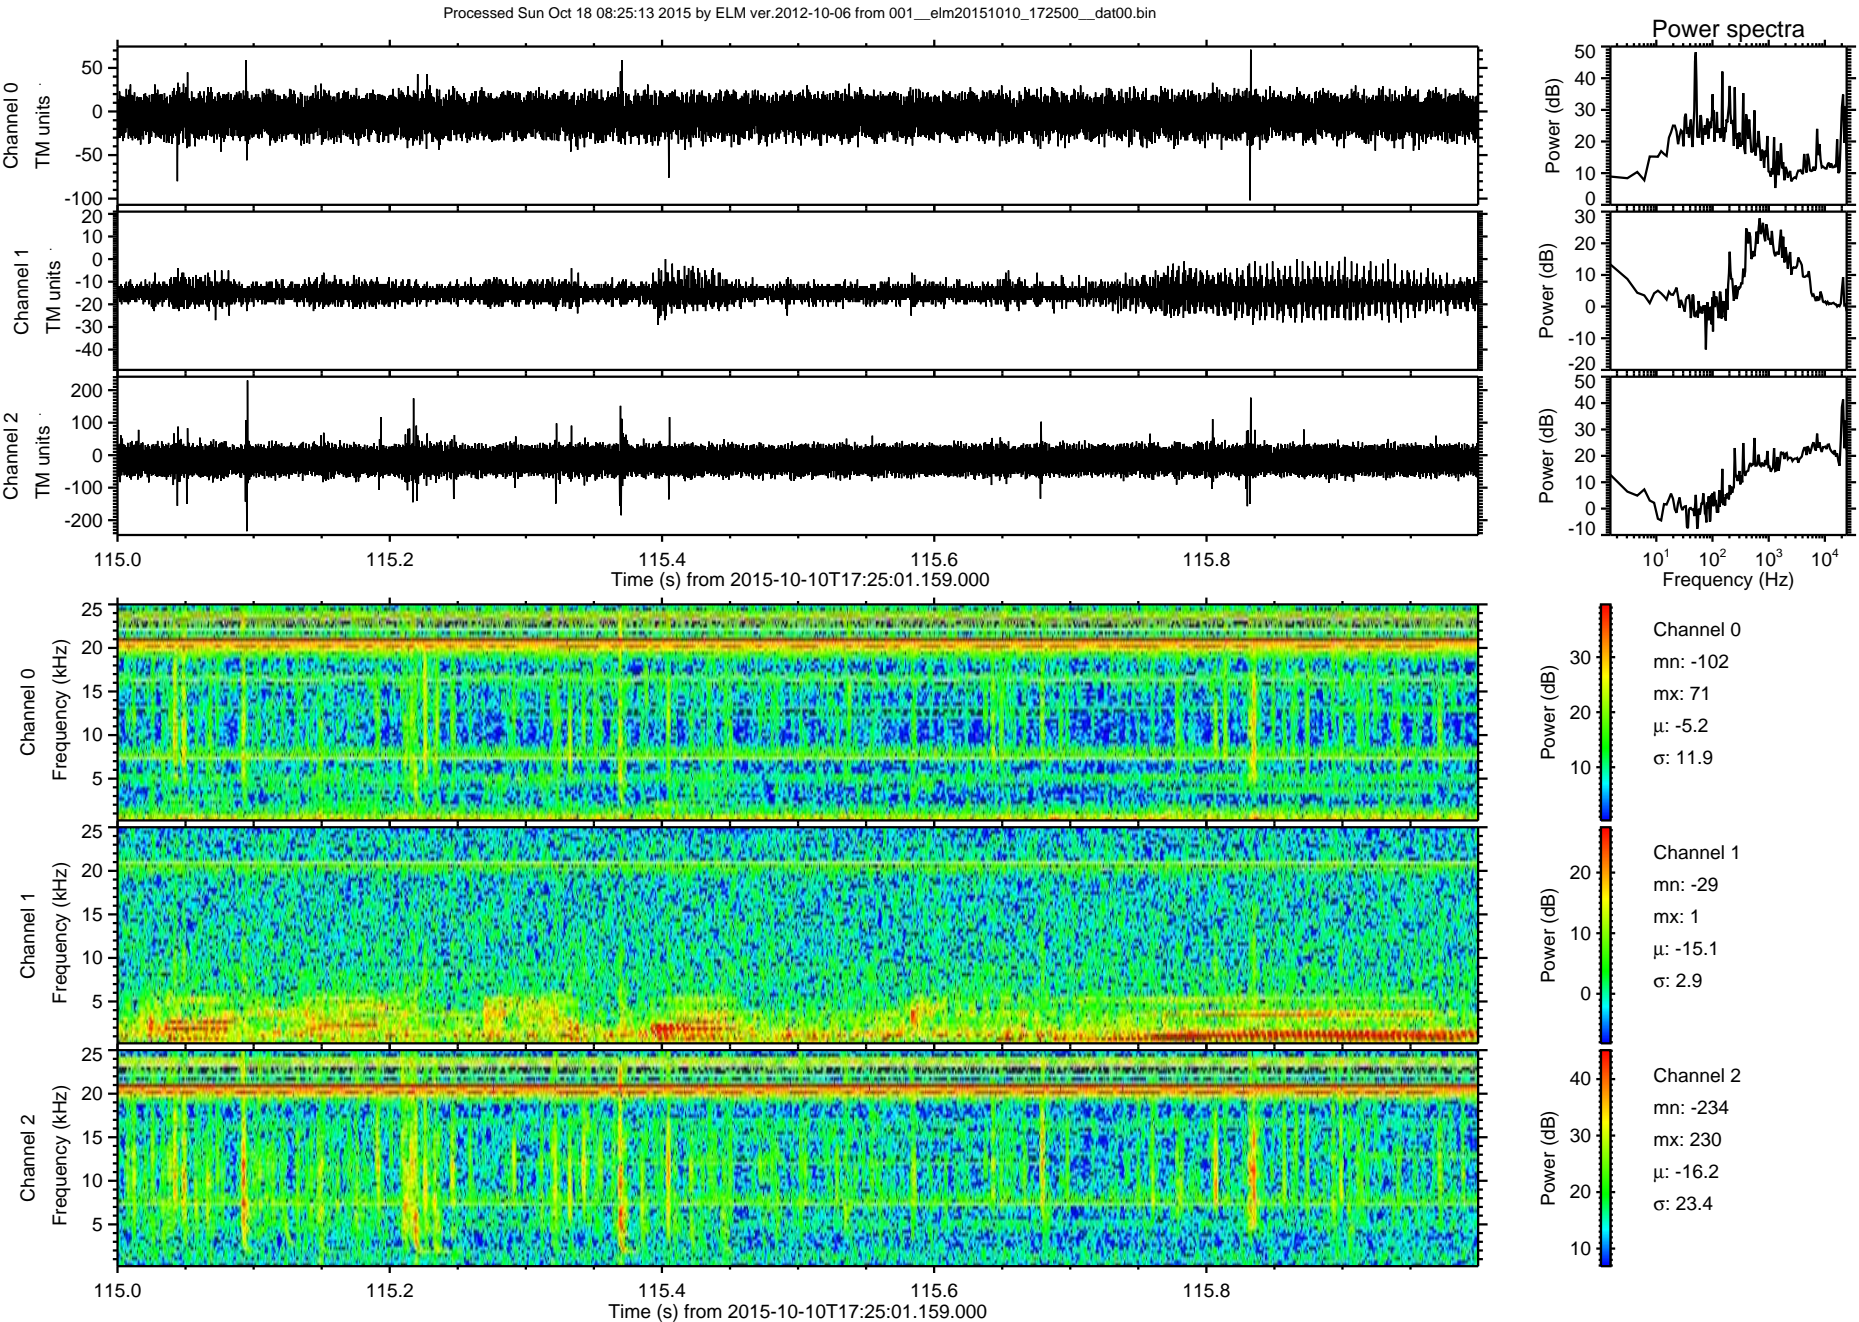 Processed Sun Oct 18 08:25:13 2015 by ELM ver.2012-10-06 from 001__elm20151010_172500__dat00.bin
Power spectra
Channel 0
TM units
50
0
-50
-100
Power (dB)
50
40
30
20
10
0
Channel 1
TM units
20
10
0
-10
-20
-30
-40
Power (dB)
30
20
10
0
-10
-20
Channel 2
TM units
200
100
0
-100
-200
Power (dB)
50
40
30
20
10
0
-10
115.0 115.2 115.4 115.6 115.8
Time (s) from 2015-10-10T17:25:01.159.000
10^1 10^2 10^3 10^4
Frequency (Hz)
Channel 0
Frequency (kHz)
25
20
15
10
5
Power (dB)
30
20
10
Channel 0
mn: -102
mx: 71
μ: -5.2
σ: 11.9
Channel 1
Frequency (kHz)
25
20
15
10
5
Power (dB)
20
10
0
Channel 1
mn: -29
mx: 1
μ: -15.1
σ: 2.9
Channel 2
Frequency (kHz)
25
20
15
10
5
Power (dB)
40
30
20
10
Channel 2
mn: -234
mx: 230
μ: -16.2
σ: 23.4
115.0 115.2 115.4 115.6 115.8
Time (s) from 2015-10-10T17:25:01.159.000